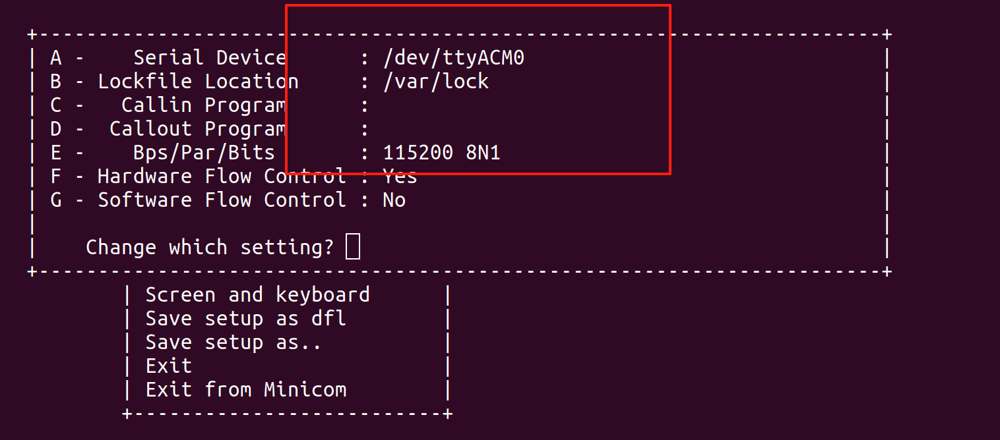 +-----------------------------------------------------------------------+
| A -    Serial Device      : /dev/ttyACM0                              |
| B - Lockfile Location     : /var/lock                                 |
| C -   Callin Program      :                                           |
| D -  Callout Program      :                                           |
| E -    Bps/Par/Bits       : 115200 8N1                                |
| F - Hardware Flow Control : Yes                                       |
| G - Software Flow Control : No                                        |
|                                                                       |
|    Change which setting?                                              |
+-----------------------------------------------------------------------+
        | Screen and keyboard      |
        | Save setup as dfl        |
        | Save setup as..          |
        | Exit                     |
        | Exit from Minicom        |
        +--------------------------+